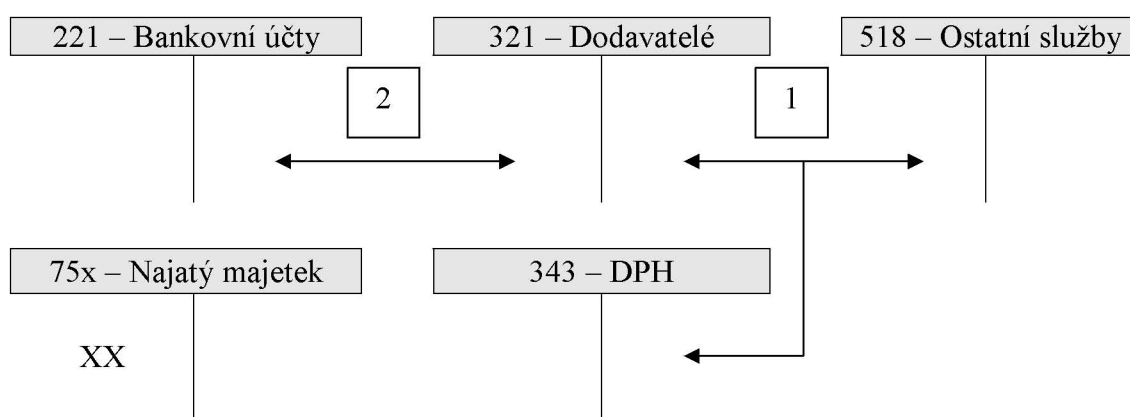 221 – Bankovní účty
321 – Dodavatelé
518 – Ostatní služby
2
1
75x – Najatý majetek
343 – DPH
XX